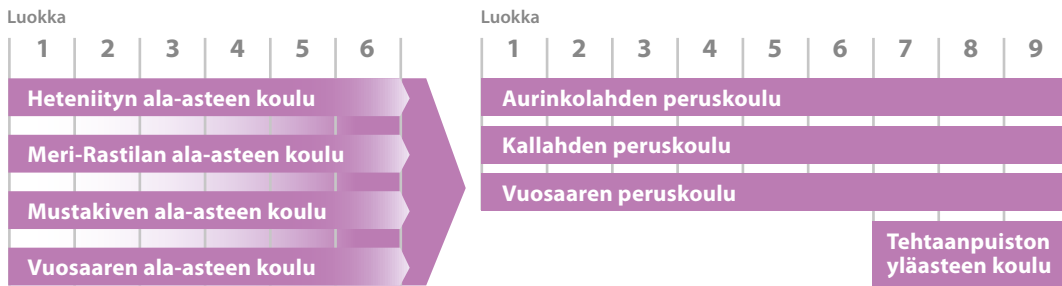 Luokka
1 2 3 4 5 6
Heteniityn ala-asteen koulu
Meri-Rastilan ala-asteen koulu
Mustakiven ala-asteen koulu
Vuosaaren ala-asteen koulu
Luokka
1 2 3 4 5 6 7 8 9
Aurinkolahden peruskoulu
Kallahden peruskoulu
Vuosaaren peruskoulu
Tehtaanpuiston
yläasteen koulu